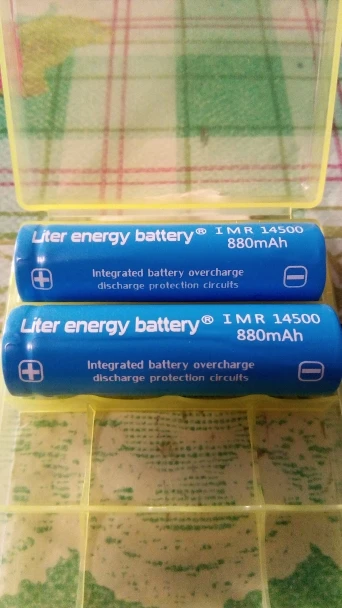 Liter energy battery® IMR 14500
880mAh
Integrated battery overcharge
discharge protection circuits
+ −
Liter energy battery® IMR 14500
880mAh
Integrated battery overcharge
discharge protection circuits
+ −